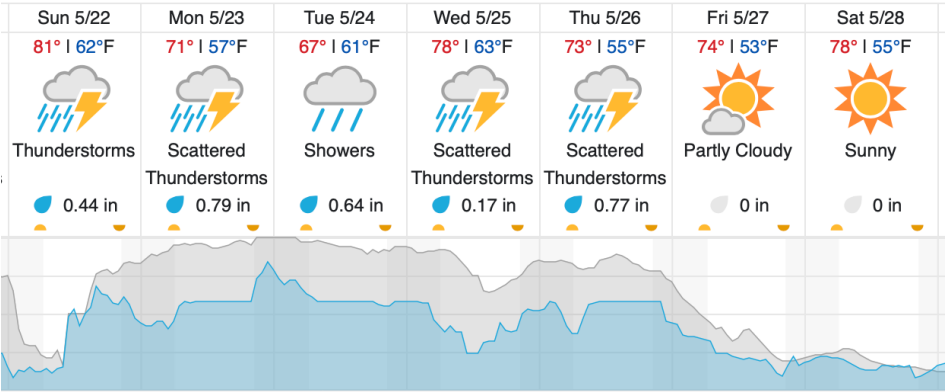 Sun 5/22 Mon 5/23 Tue 5/24 Wed 5/25 Thu 5/26 Fri 5/27 Sat 5/28
81° | 62°F 71° | 57°F 67° | 61°F 78° | 63°F 73° | 55°F 74° | 53°F 78° | 55°F
Thunderstorms Scattered Showers Scattered Scattered Partly Cloudy Sunny
Thunderstorms Thunderstorms Thunderstorms
0.44 in 0.79 in 0.64 in 0.17 in 0.77 in 0 in 0 in